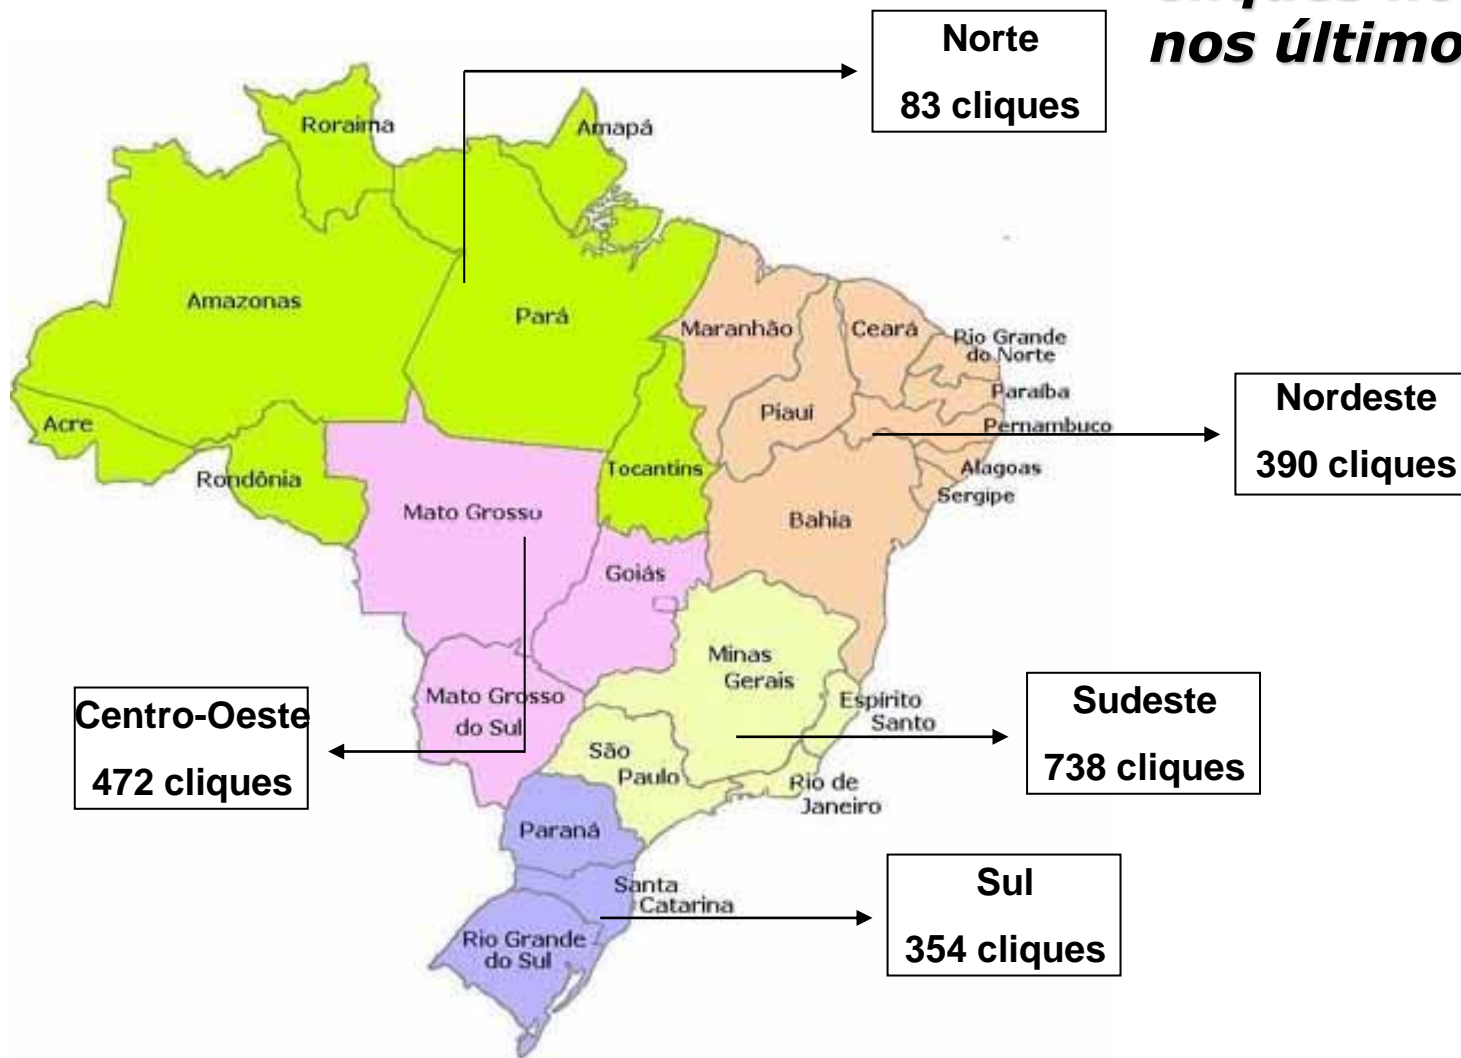 nos último
Norte
83 cliques
Roraima
Amapá
Amazonas
Pará
Maranhão
Ceará
Rio Grande
do Norte
Paraíba
Piauí
Pernambuco
Acre
Rondônia
Tocantins
Alagoas
Sergipe
Nordeste
390 cliques
Mato Grosso
Bahia
Goiás
Minas
Gerais
Espírito
Santo
Mato Grosso
do Sul
São
Paulo
Rio de
Janeiro
Centro-Oeste
472 cliques
Sudeste
738 cliques
Paraná
Santa
Catarina
Rio Grande
do Sul
Sul
354 cliques